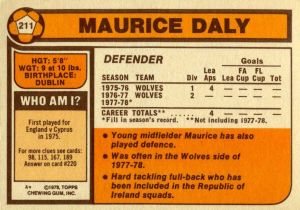 211
MAURICE DALY
HGT: 5'8"
WGT: 9 st 10 lbs.
BIRTHPLACE:
DUBLIN
WHO AM I?
First played for
England v Cyprus
in 1975.
For more clues see cards:
98, 115, 167, 189
Answer on card #220
DEFENDER
Lea Goals
SEASON TEAM Div Aps Lea FA Cup FL Cup
1975-76 WOLVES 1 4 — — —
1976-77 WOLVES 2 — — — —
1977-78*
CAREER TOTALS** 4 — — —
*Fill in season's record. **Not including 1977-78.
• Young midfielder Maurice has also
played defence.
• Was often in the Wolves side of
1977-78.
• Hard tackling full-back who has
been included in the Republic of
Ireland squads.
A*
©1978, TOPPS
CHEWING GUM, INC.